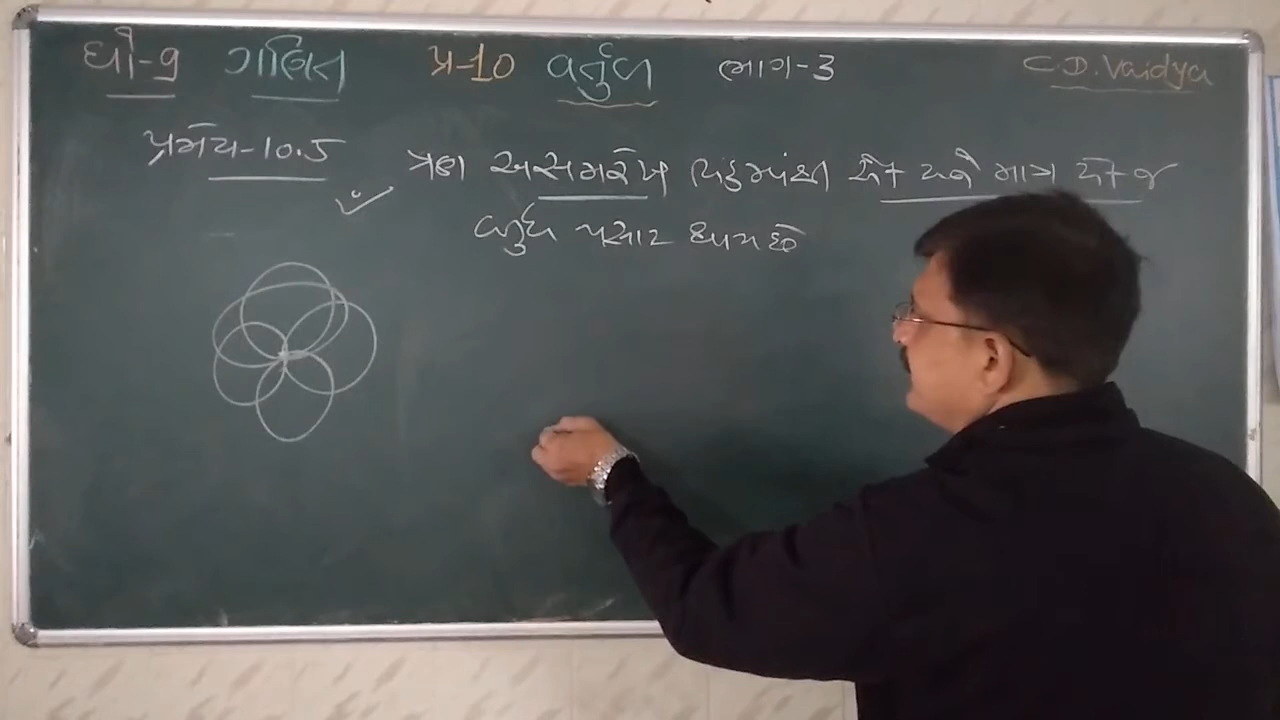 ધો-9 ગણિત પ્ર-10 વર્તુળ ભાગ-3 C.D. Vaidya
પ્રમેય-10.5 ત્રણ અસમરેખ બિંદુમાંથી એક અને માત્ર એક જ
વર્તુળ પસાર થાય છે